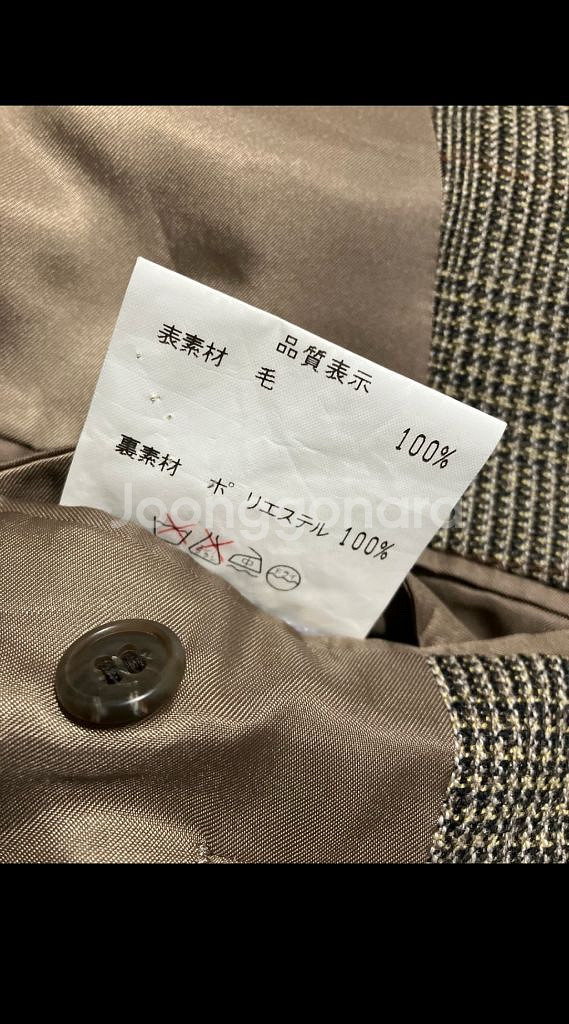 品質表示
表素材 毛 100%
裏素材 ポリエステル 100%
中
Joonggonara